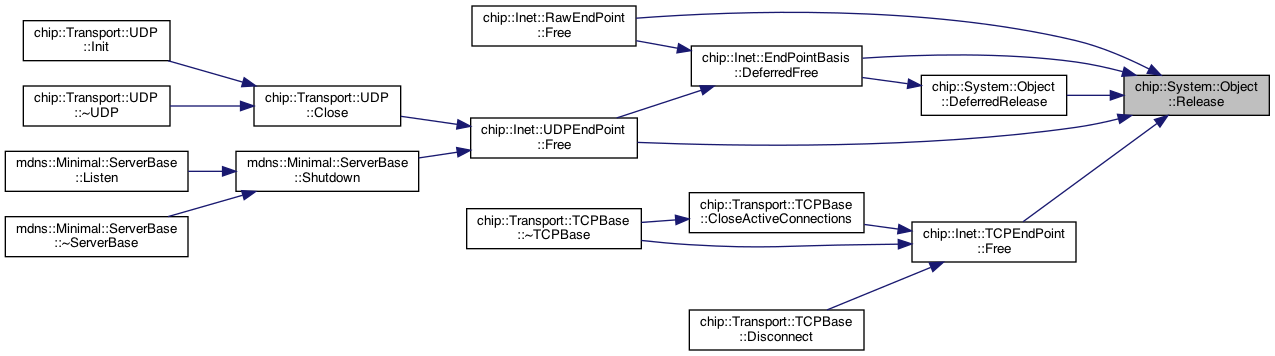 chip::Inet::RawEndPoint
::Free
chip::Transport::UDP
::Init
chip::Inet::EndPointBasis
::DeferredFree
chip::System::Object
::DeferredRelease
chip::System::Object
::Release
chip::Transport::UDP
::~UDP
chip::Transport::UDP
::Close
chip::Inet::UDPEndPoint
::Free
mdns::Minimal::ServerBase
::Listen
mdns::Minimal::ServerBase
::Shutdown
mdns::Minimal::ServerBase
::~ServerBase
chip::Transport::TCPBase
::~TCPBase
chip::Transport::TCPBase
::CloseActiveConnections
chip::Inet::TCPEndPoint
::Free
chip::Transport::TCPBase
::Disconnect